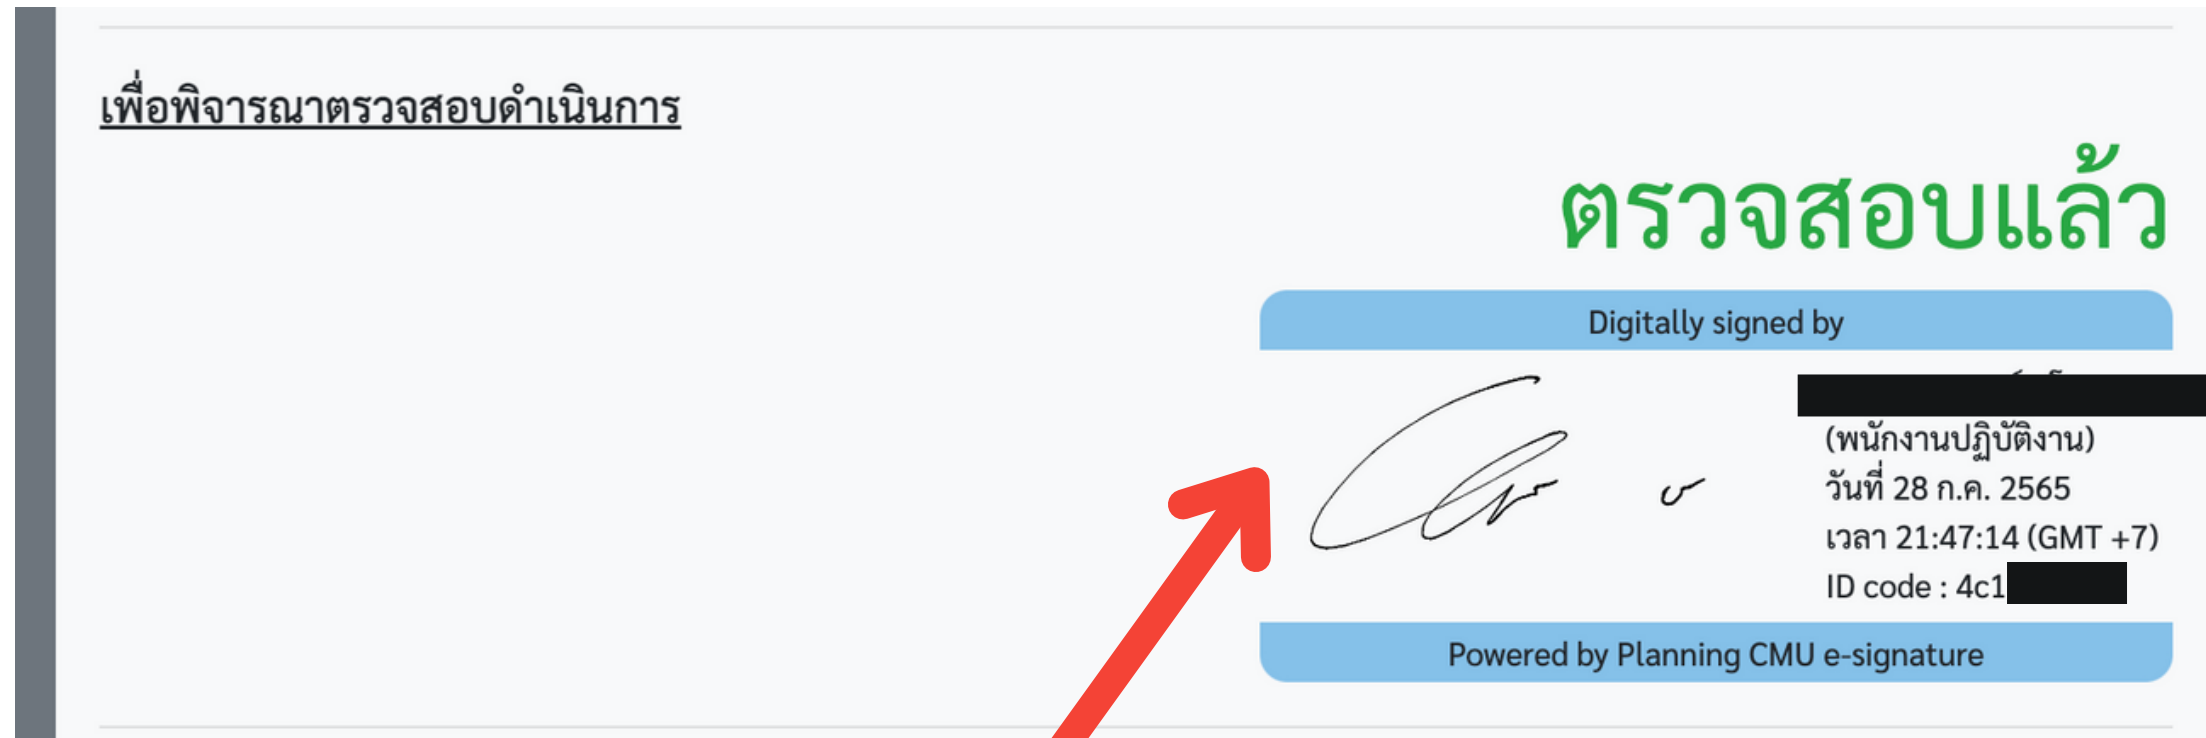 เพื่อพิจารณาตรวจสอบดำเนินการ
ตรวจสอบแล้ว
Digitally signed by
(พนักงานปฏิบัติงาน)
วันที่ 28 ก.ค. 2565
เวลา 21:47:14 (GMT +7)
ID code : 4c1
Powered by Planning CMU e-signature